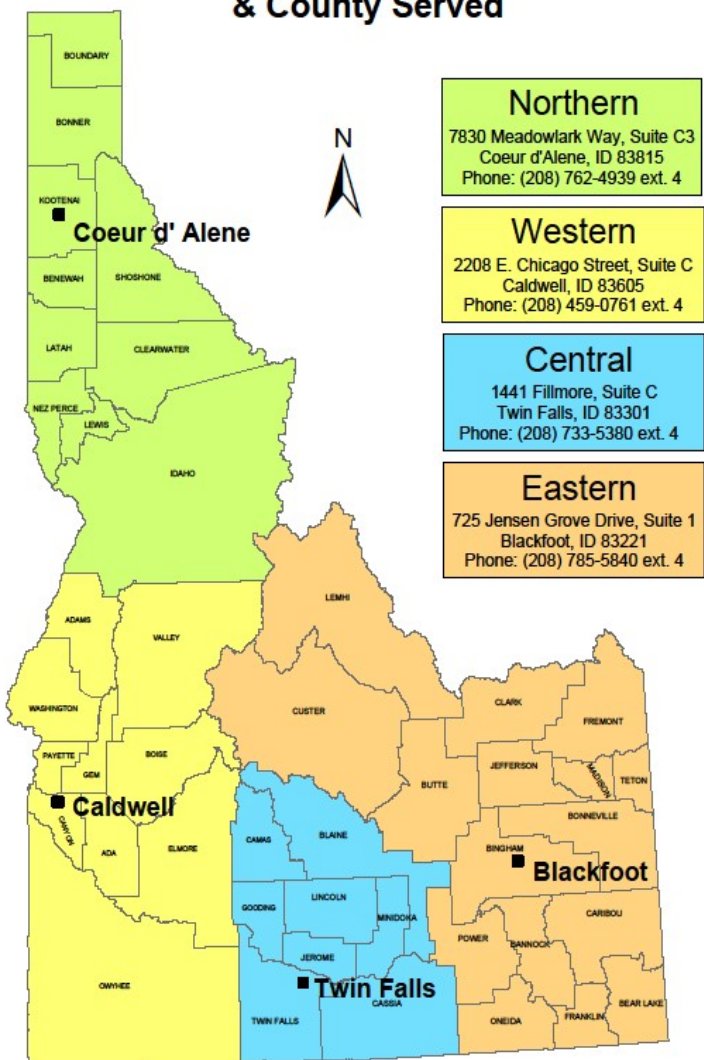 & County Served
BOUNDARY
BONNER
N
Northern
7830 Meadowlark Way, Suite C3
Coeur d'Alene, ID 83815
Phone: (208) 762-4939 ext. 4
KOOTENAI
Coeur d' Alene
Western
2208 E. Chicago Street, Suite C
Caldwell, ID 83605
Phone: (208) 459-0761 ext. 4
BENEWAH
SHOSHONE
LATAH
CLEARWATER
Central
1441 Fillmore, Suite C
Twin Falls, ID 83301
Phone: (208) 733-5380 ext. 4
NEZ PERCE
LEWIS
IDAHO
Eastern
725 Jensen Grove Drive, Suite 1
Blackfoot, ID 83221
Phone: (208) 785-5840 ext. 4
LEMHI
ADAMS
VALLEY
WASHINGTON
CUSTER
CLARK
FREMONT
PAYETTE
BOISE
GEM
JEFFERSON
MADISON
TETON
BUTTE
Caldwell
CANYON
ADA
ELMORE
CAMAS
BLAINE
BONNEVILLE
BINGHAM
Blackfoot
GOODING
LINCOLN
MINIDOKA
CARIBOU
POWER
BANNOCK
JEROME
OWYHEE
Twin Falls
CASSIA
TWIN FALLS
ONEIDA
FRANKLIN
BEAR LAKE